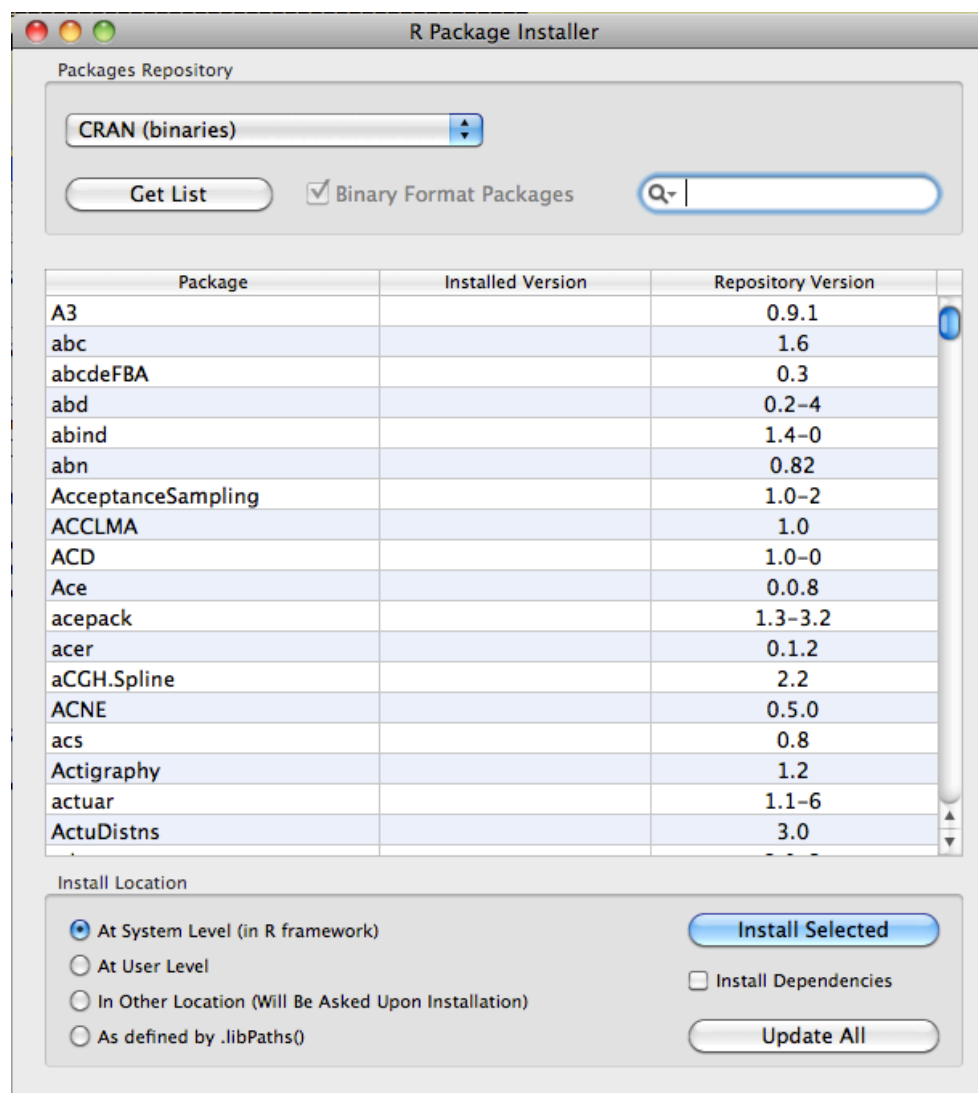 R Package Installer
Packages Repository
CRAN (binaries)
Get List
Binary Format Packages
Package Installed Version Repository Version
A3 0.9.1
abc 1.6
abcdeFBA 0.3
abd 0.2-4
abind 1.4-0
abn 0.82
AcceptanceSampling 1.0-2
ACCLMA 1.0
ACD 1.0-0
Ace 0.0.8
acepack 1.3-3.2
acer 0.1.2
aCGH.Spline 2.2
ACNE 0.5.0
acs 0.8
Actigraphy 1.2
actuar 1.1-6
ActuDistns 3.0
Install Location
At System Level (in R framework)
At User Level
In Other Location (Will Be Asked Upon Installation)
As defined by .libPaths()
Install Selected
Install Dependencies
Update All